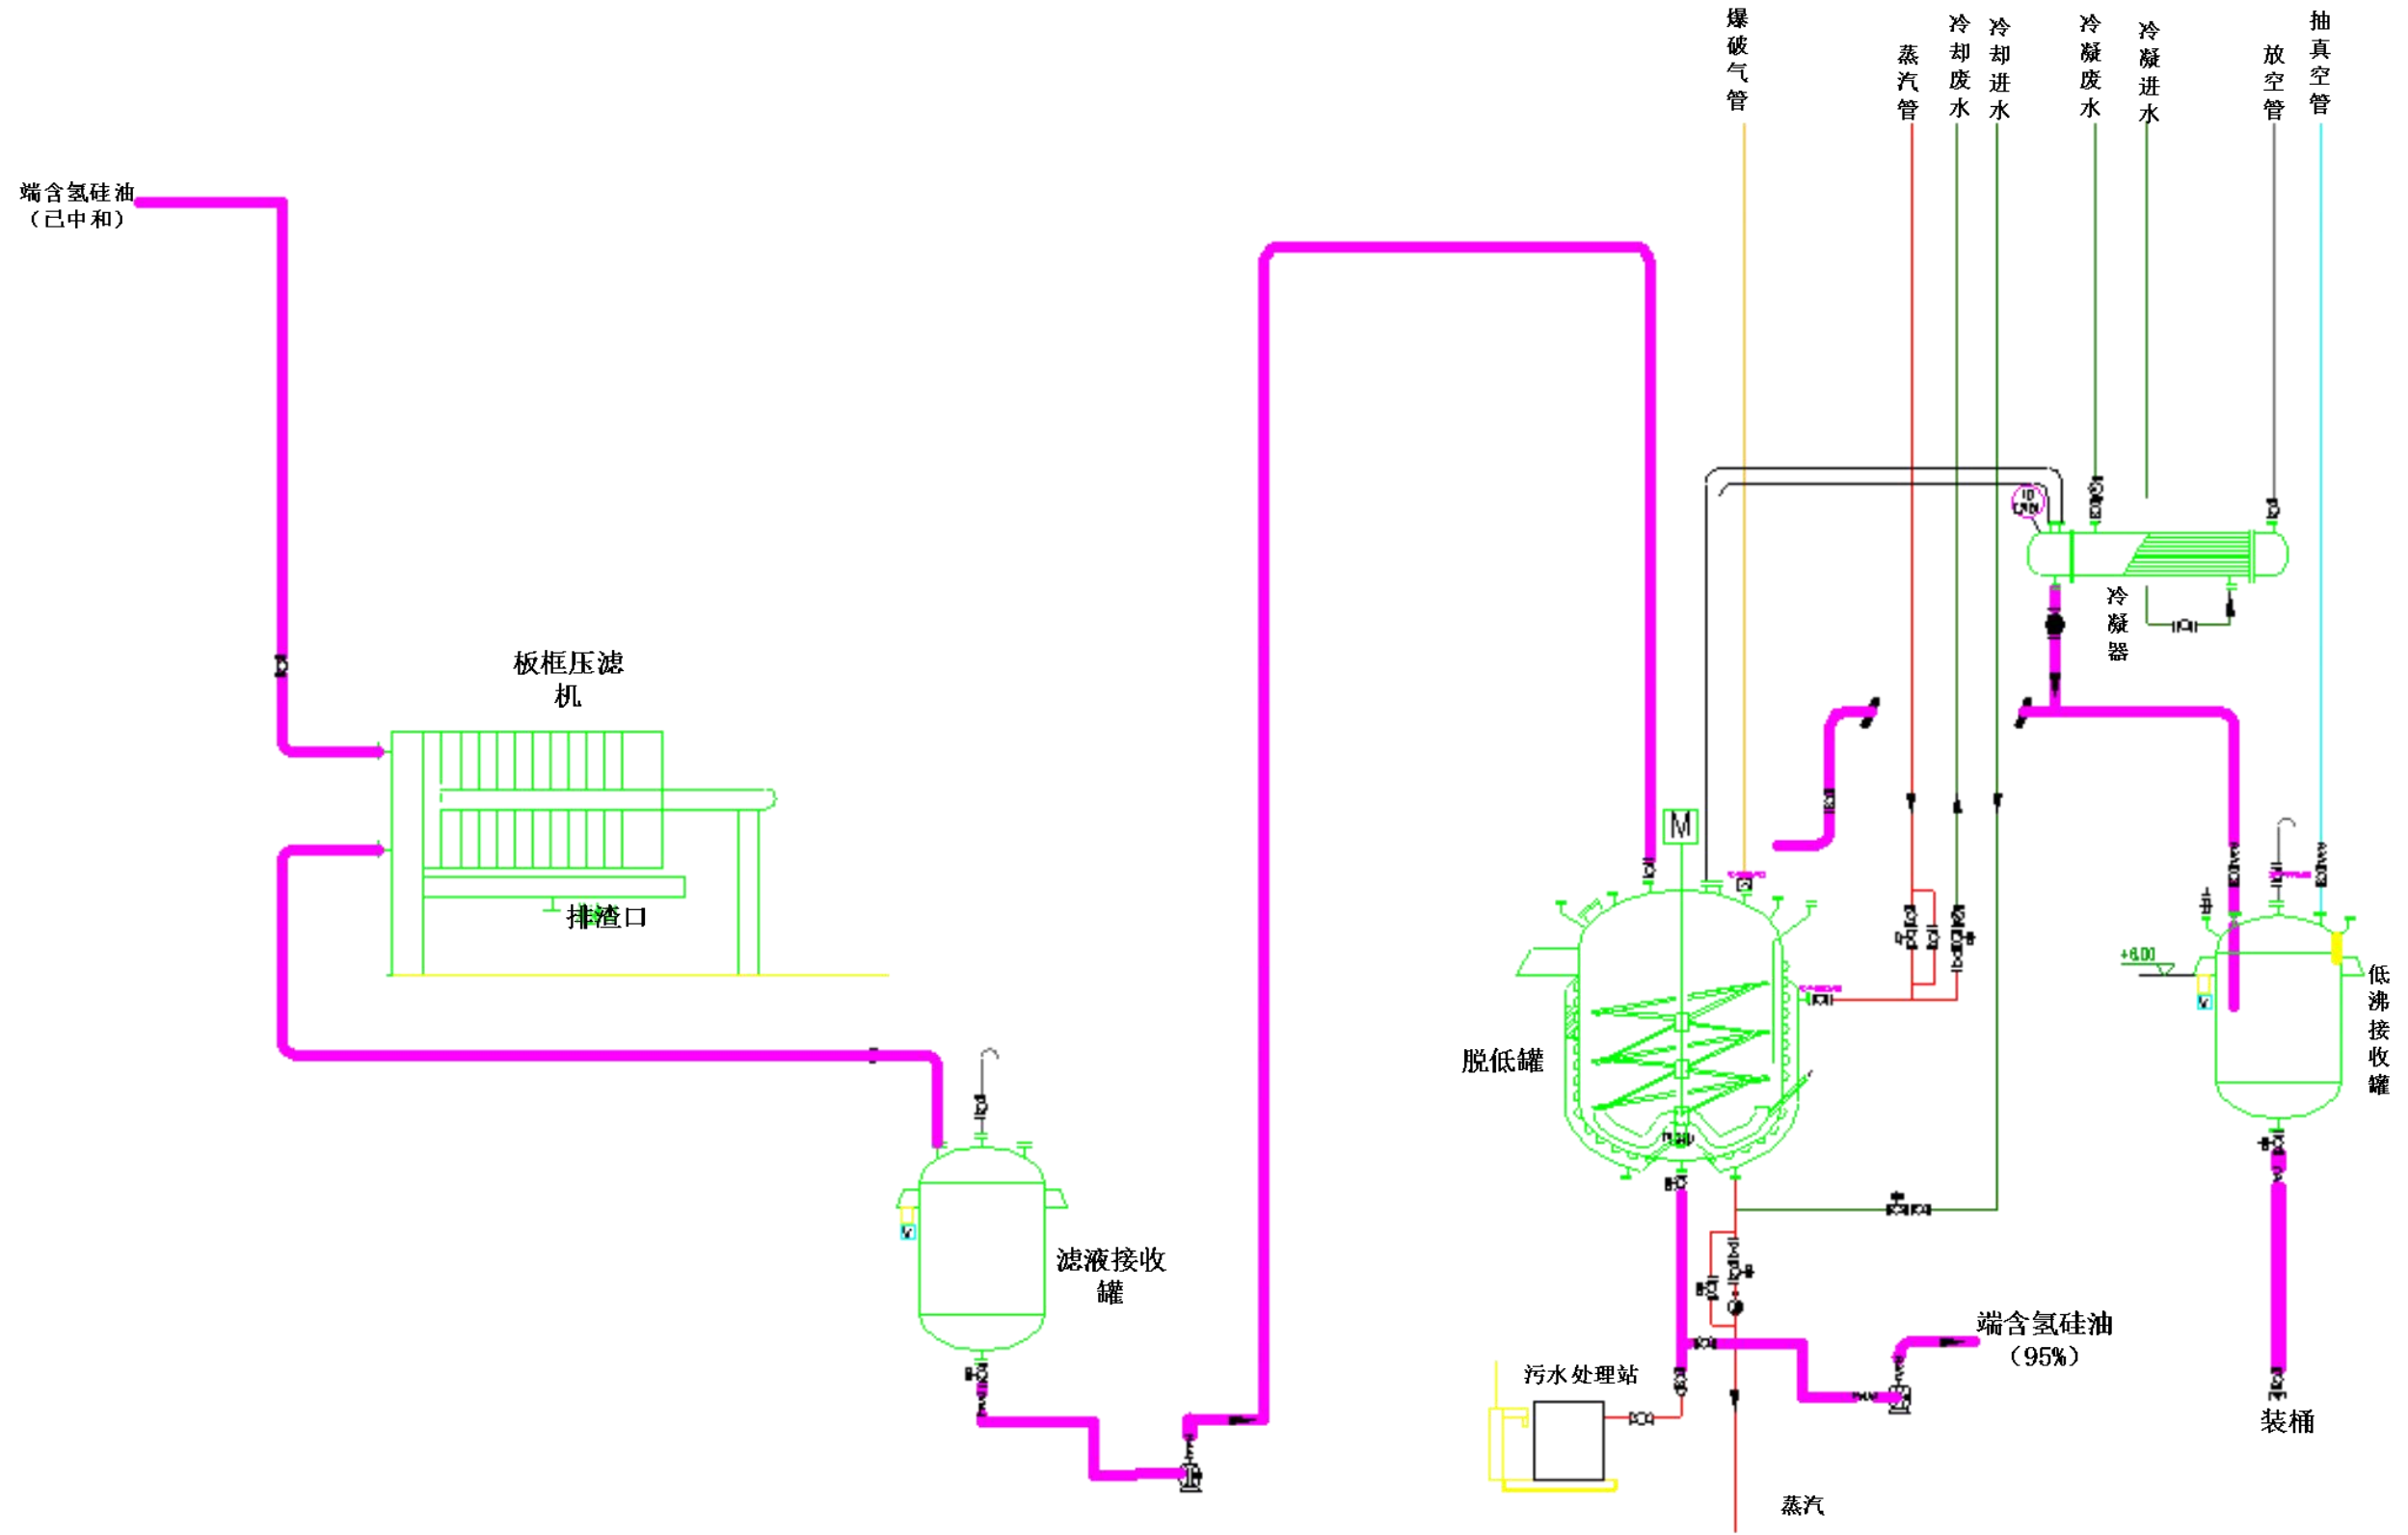 爆破气管
蒸汽管
冷却废水
冷却进水
冷凝废水
冷凝进水
放空管
抽真空管
端含氢硅油
（已中和）
板框压滤
机
排渣口
冷凝器
M
+6.00
低沸接收罐
脱低罐
滤液接收
罐
端含氢硅油
（95%）
污水处理站
装桶
蒸汽